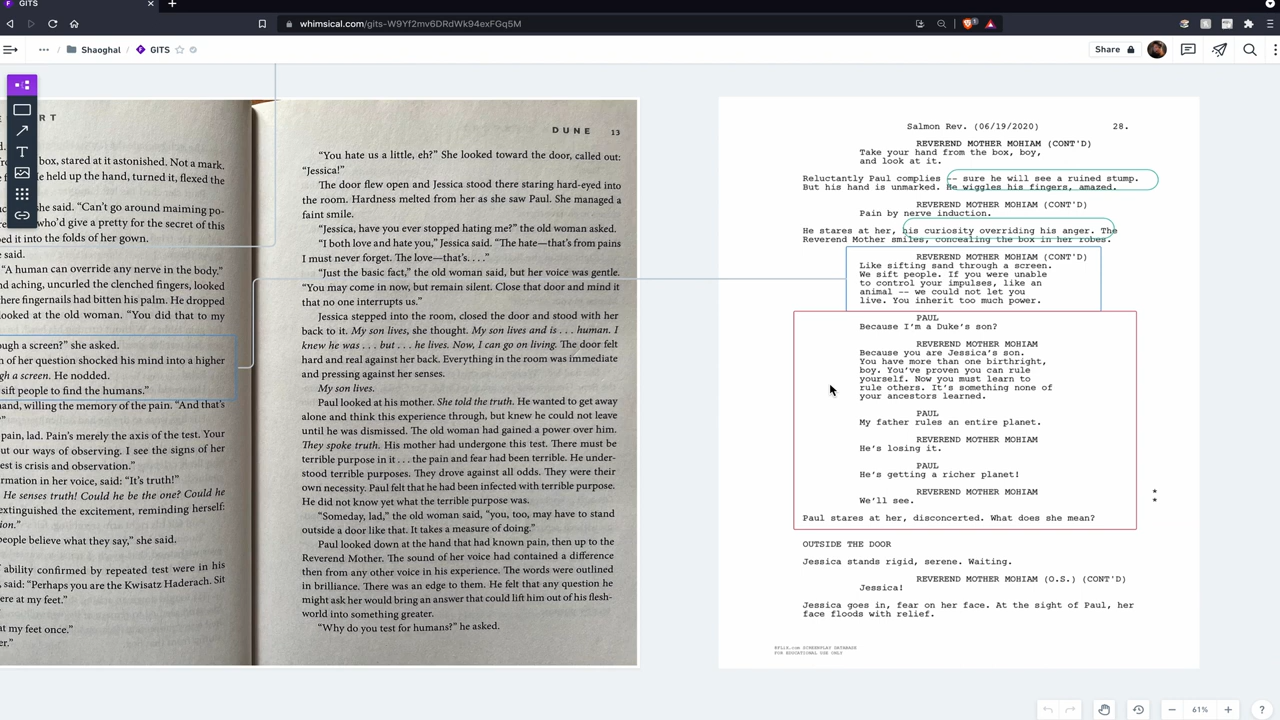 GITS
whimsical.com/gits-W9Yf2mv6DRdWk94exFGq5M
Shaoghal / GITS
Share
RT
box, stared at it astonished. Not a mark
he held up the hand, turned it, flexed the
she said. "Can't go around maiming po-
who'd give a pretty for the secret of this
ped it into the folds of her gown.
said.
"A human can override any nerve in the body."
and aching, uncurled the clenched fingers, looked
here fingernails had bitten his palm. He dropped
looked at the old woman. "You did that to my
ough a screen?" she asked.
h of her question shocked his mind into a higher
gh a screen. He nodded.
sift people to find the humans."
hand, willing the memory of the pain. "And that's
pain, lad. Pain's merely the axis of the test. Your
out our ways of observing. I see the signs of her
est is crisis and observation."
irmation in her voice, said: "It's truth!"
He senses truth! Could he be the one? Could he
extinguished the excitement, reminding herself:
ion."
people believe what they say," she said.
f ability confirmed by repeated test were in his
said: "Perhaps you are the Kwisatz Haderach. Sit
ere at my feet."
at my feet once."
er."
DUNE 13
"You hate us a little, eh?" She looked toward the door, called out:
"Jessica!"
The door flew open and Jessica stood there staring hard-eyed into
Hardness melted from her as she saw Paul. She managed a
faint smile.
"Jessica, have you ever stopped hating me?" the old woman asked.
"I both love and hate you," Jessica said. "The hate—that's from pains
I must never forget. The love—that's. . . ."
"Just the basic fact," the old woman said, but her voice was gentle.
"You may come in now, but remain silent. Close that door and mind it
that no one interrupts us."
Jessica stepped into the room, closed the door and stood with her
back to it. My son lives, she thought. My son lives and is . . . human. I
knew he was . . . but . . . he lives. Now, I can go on living. The door felt
hard and real against her back. Everything in the room was immediate
and pressing against her senses.
My son lives.
Paul looked at his mother. She told the truth. He wanted to get away
alone and think this experience through, but knew he could not leave
until he was dismissed. The old woman had gained a power over him.
They spoke truth. His mother had undergone this test. There must be
terrible purpose in it . . . the pain and fear had been terrible. He under-
stood terrible purposes. They drove against all odds. They were their
own necessity. Paul felt that he had been infected with terrible purpose.
He did not know yet what the terrible purpose was.
"Someday, lad," the old woman said, "you, too, may have to stand
outside a door like that. It takes a measure of doing."
Paul looked down at the hand that had known pain, then up to the
Reverend Mother. The sound of her voice had contained a difference
then from any other voice in his experience. The words were outlined
in brilliance. There was an edge to them. He felt that any question he
might ask her would bring an answer that could lift him out of his flesh-
world into something greater.
"Why do you test for humans?" he asked.
Salmon Rev. (06/19/2020) 28.
REVEREND MOTHER MOHIAM (CONT'D)
Take your hand from the box, boy,
and look at it.
Reluctantly Paul complies -- sure he will see a ruined stump.
But his hand is unmarked. He wiggles his fingers, amazed.
REVEREND MOTHER MOHIAM (CONT'D)
Pain by nerve induction.
He stares at her, his curiosity overriding his anger. The
Reverend Mother smiles, concealing the box in her robes.
REVEREND MOTHER MOHIAM (CONT'D)
Like sifting sand through a screen.
We sift people. If you were unable
to control your impulses, like an
animal -- we could not let you
live. You inherit too much power.
PAUL
Because I'm a Duke's son?
REVEREND MOTHER MOHIAM
Because you are Jessica's son.
You have more than one birthright,
boy. You've proven you can rule
yourself. Now you must learn to
rule others. It's something none of
your ancestors learned.
PAUL
My father rules an entire planet.
REVEREND MOTHER MOHIAM
He's losing it.
PAUL
He's getting a richer planet!
REVEREND MOTHER MOHIAM *
We'll see. *
Paul stares at her, disconcerted. What does she mean?
OUTSIDE THE DOOR
Jessica stands rigid, serene. Waiting.
REVEREND MOTHER MOHIAM (O.S.) (CONT'D)
Jessica!
Jessica goes in, fear on her face. At the sight of Paul, her
face floods with relief.
SCREENPLAY DATABASE
FOR EDUCATIONAL USE ONLY
61%